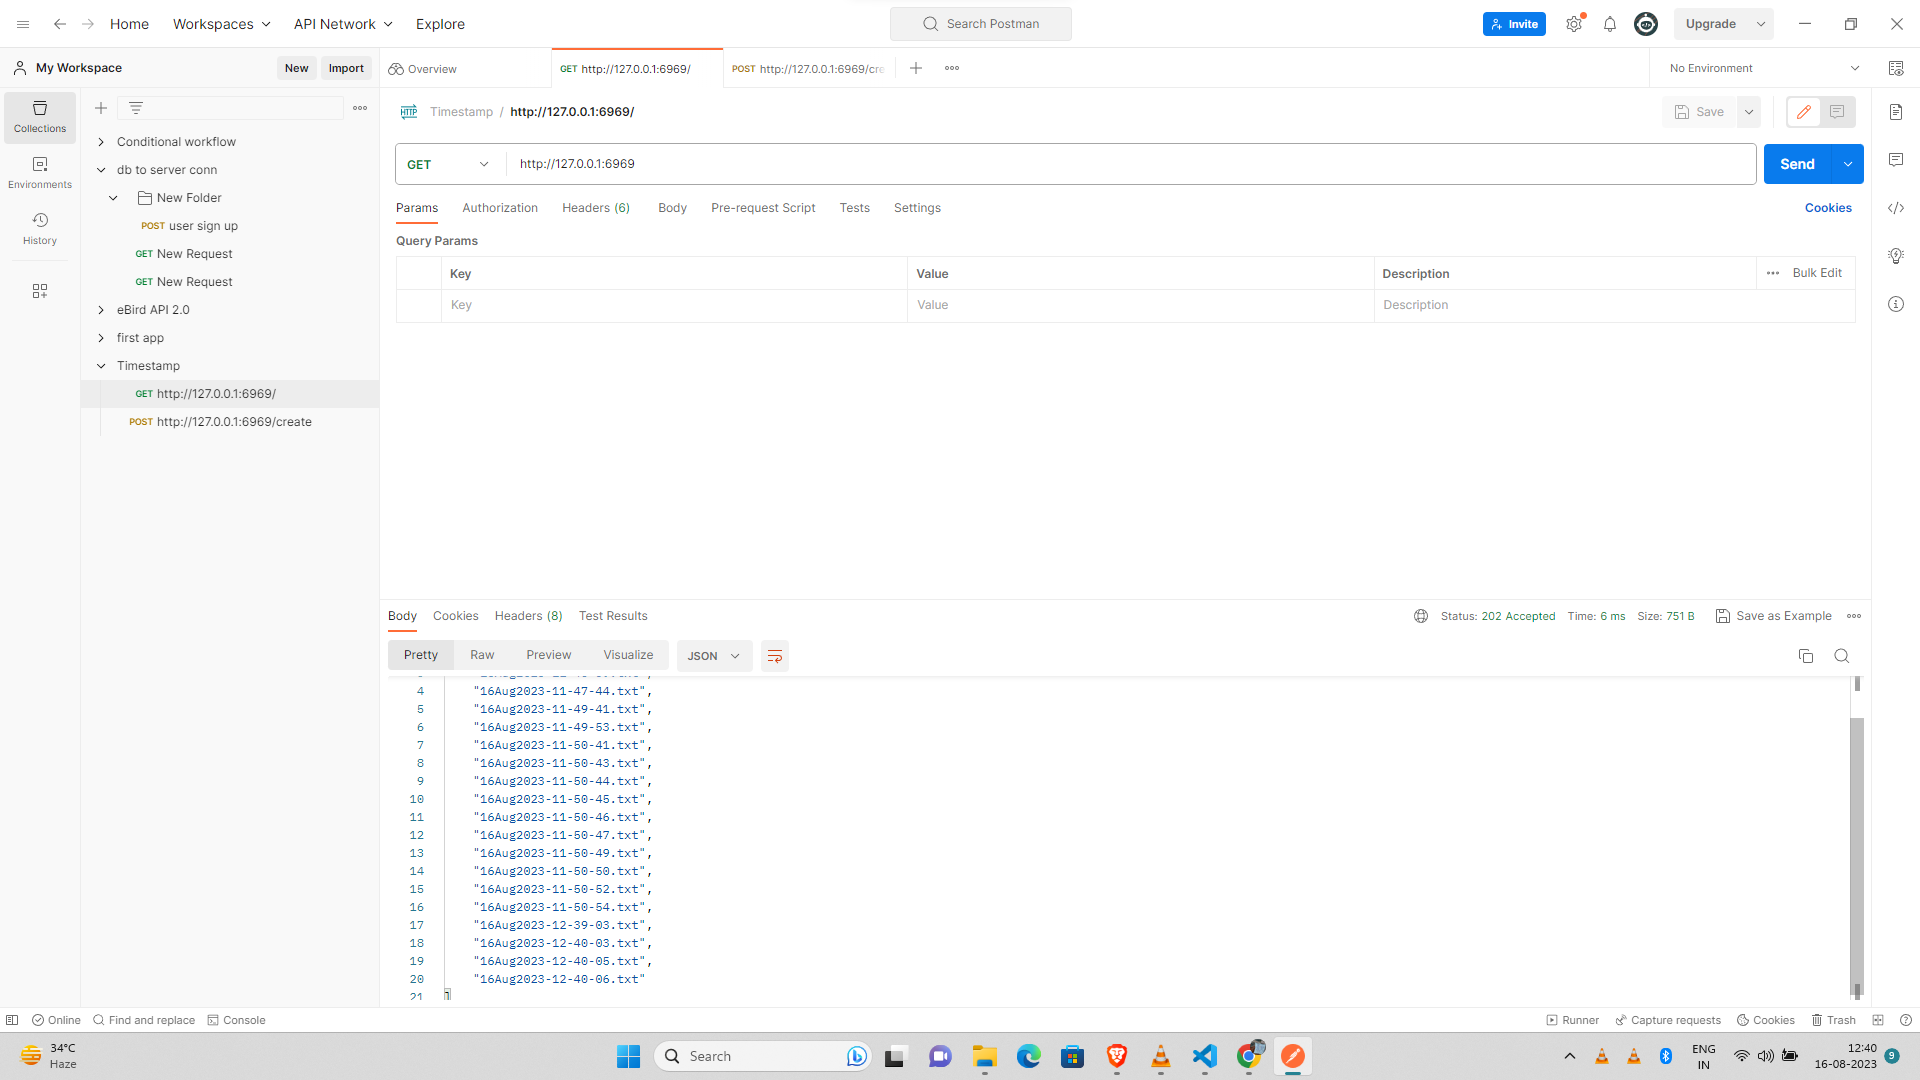 Home Workspaces API Network Explore Search Postman Invite Upgrade
My Workspace New Import Overview GET http://127.0.0.1:6969/ POST http://127.0.0.1:6969/cre No Environment
Collections
Environments
History
Conditional workflow
db to server conn
New Folder
POST user sign up
GET New Request
GET New Request
eBird API 2.0
first app
Timestamp
GET http://127.0.0.1:6969/
POST http://127.0.0.1:6969/create
HTTP Timestamp / http://127.0.0.1:6969/ Save
GET http://127.0.0.1:6969 Send
Params Authorization Headers (6) Body Pre-request Script Tests Settings Cookies
Query Params
Key Value Description Bulk Edit
Key Value Description
Body Cookies Headers (8) Test Results Status: 202 Accepted Time: 6 ms Size: 751 B Save as Example
Pretty Raw Preview Visualize JSON
4 "16Aug2023-11-47-44.txt",
5 "16Aug2023-11-49-41.txt",
6 "16Aug2023-11-49-53.txt",
7 "16Aug2023-11-50-41.txt",
8 "16Aug2023-11-50-43.txt",
9 "16Aug2023-11-50-44.txt",
10 "16Aug2023-11-50-45.txt",
11 "16Aug2023-11-50-46.txt",
12 "16Aug2023-11-50-47.txt",
13 "16Aug2023-11-50-49.txt",
14 "16Aug2023-11-50-50.txt",
15 "16Aug2023-11-50-52.txt",
16 "16Aug2023-11-50-54.txt",
17 "16Aug2023-12-39-03.txt",
18 "16Aug2023-12-40-03.txt",
19 "16Aug2023-12-40-05.txt",
20 "16Aug2023-12-40-06.txt"
21 ]
Online Find and replace Console Runner Capture requests Cookies Trash
34°C
Haze
Search
ENG
IN
12:40
16-08-2023
9